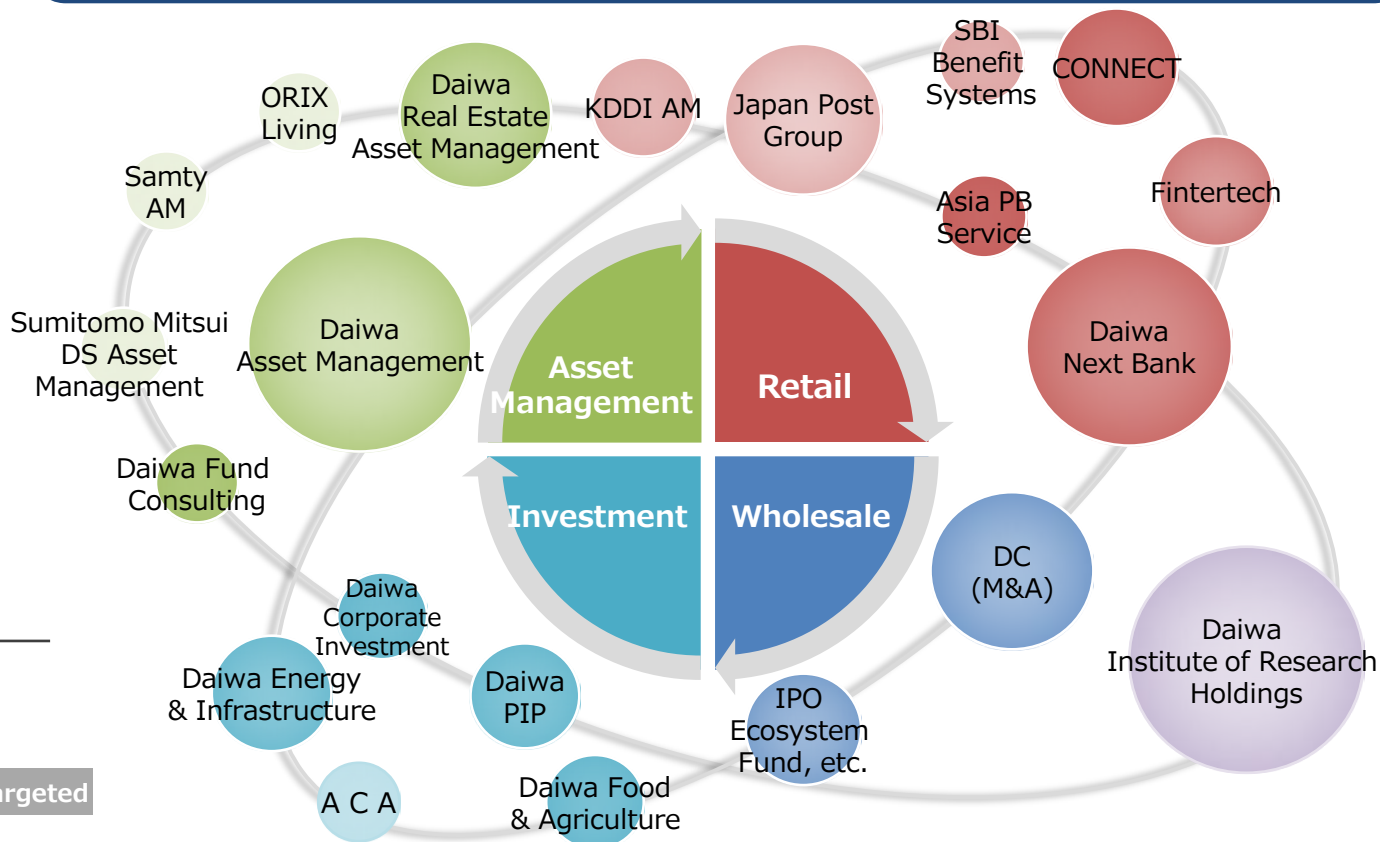 SBI
Benefit
Systems
CONNECT
Daiwa
Real Estate
Asset Management
KDDI AM
Japan Post
Group
ORIX
Living
Samty
AM
Asia PB
Service
Fintertech
Sumitomo Mitsui
DS Asset
Management
Daiwa
Asset Management
Asset
Management
Retail
Daiwa
Next Bank
Daiwa Fund
Consulting
Investment
Wholesale
DC
(M&A)
Daiwa
Corporate
Investment
Daiwa Energy
& Infrastructure
Daiwa
PIP
IPO
Ecosystem
Fund, etc.
Daiwa
Institute of Research
Holdings
A C A
Daiwa Food
& Agriculture